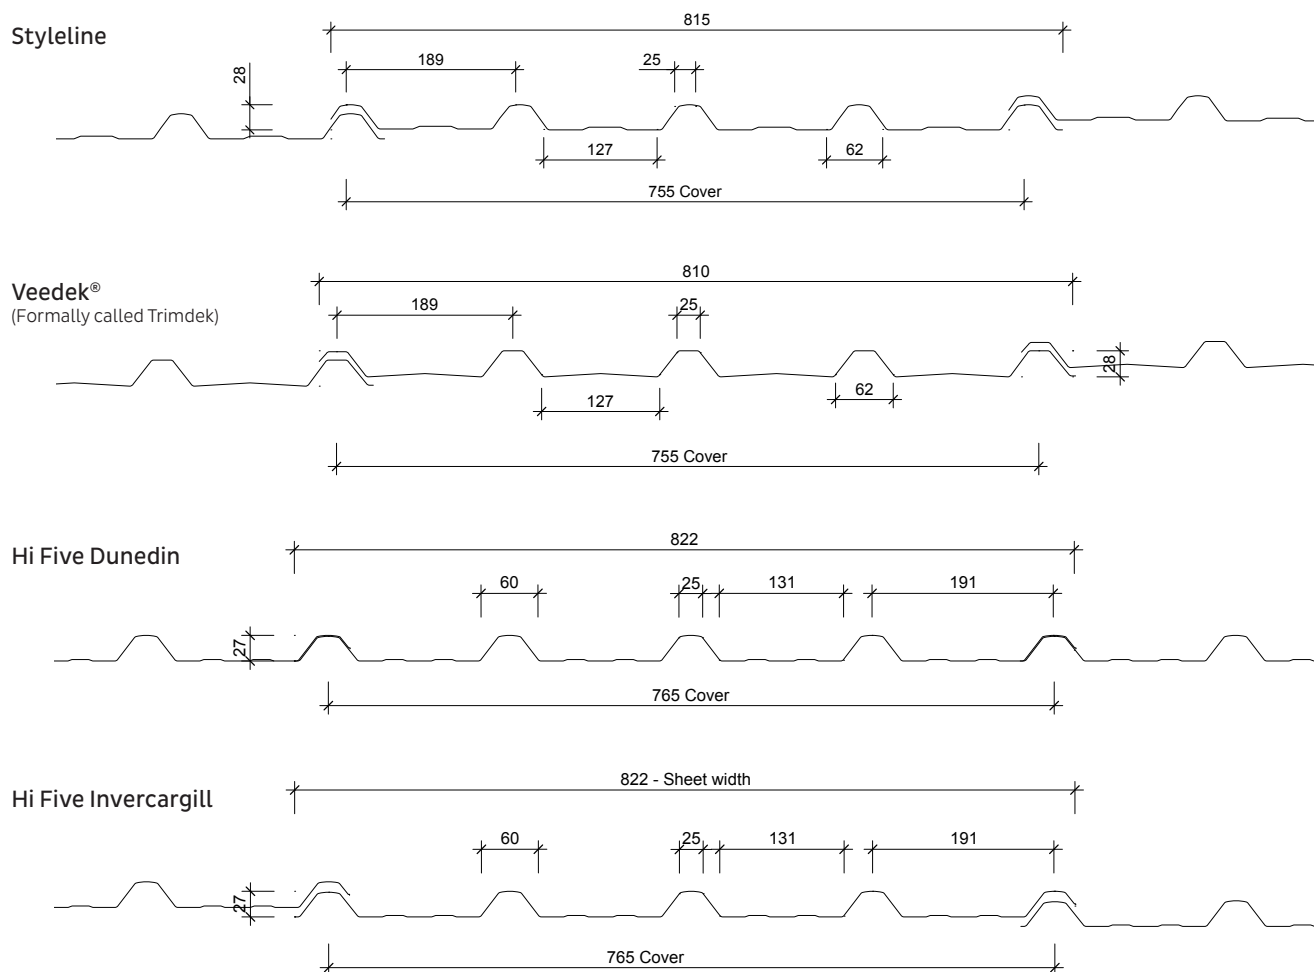 Styleline
815
189
25
28
127
62
755 Cover
Veedek®
(Formally called Trimdek)
810
189
25
28
127
62
755 Cover
Hi Five Dunedin
822
60
25
131
191
27
765 Cover
Hi Five Invercargill
822 - Sheet width
60
25
131
191
27
765 Cover